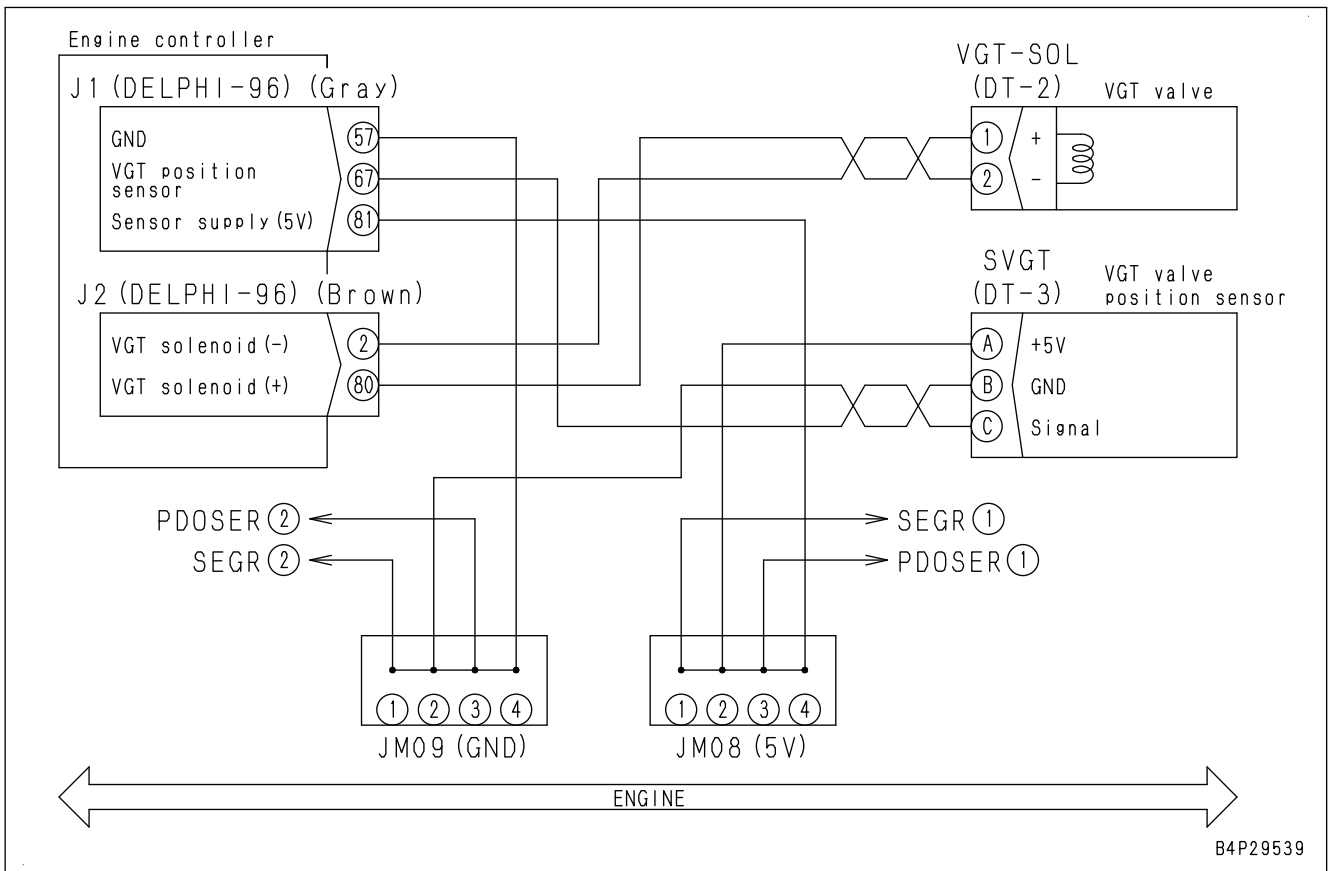 Engine controller
J1 (DELPHI-96) (Gray)
GND 57
VGT position
sensor 67
Sensor supply (5V) 81
J2 (DELPHI-96) (Brown)
VGT solenoid (-) 2
VGT solenoid (+) 80
VGT-SOL
(DT-2) VGT valve
1 +
2 -
SVGT
(DT-3)
VGT valve
position sensor
A +5V
B GND
C Signal
PDOSER 2
SEGR 2
SEGR 1
PDOSER 1
1 2 3 4
JM09 (GND)
1 2 3 4
JM08 (5V)
ENGINE
B4P29539